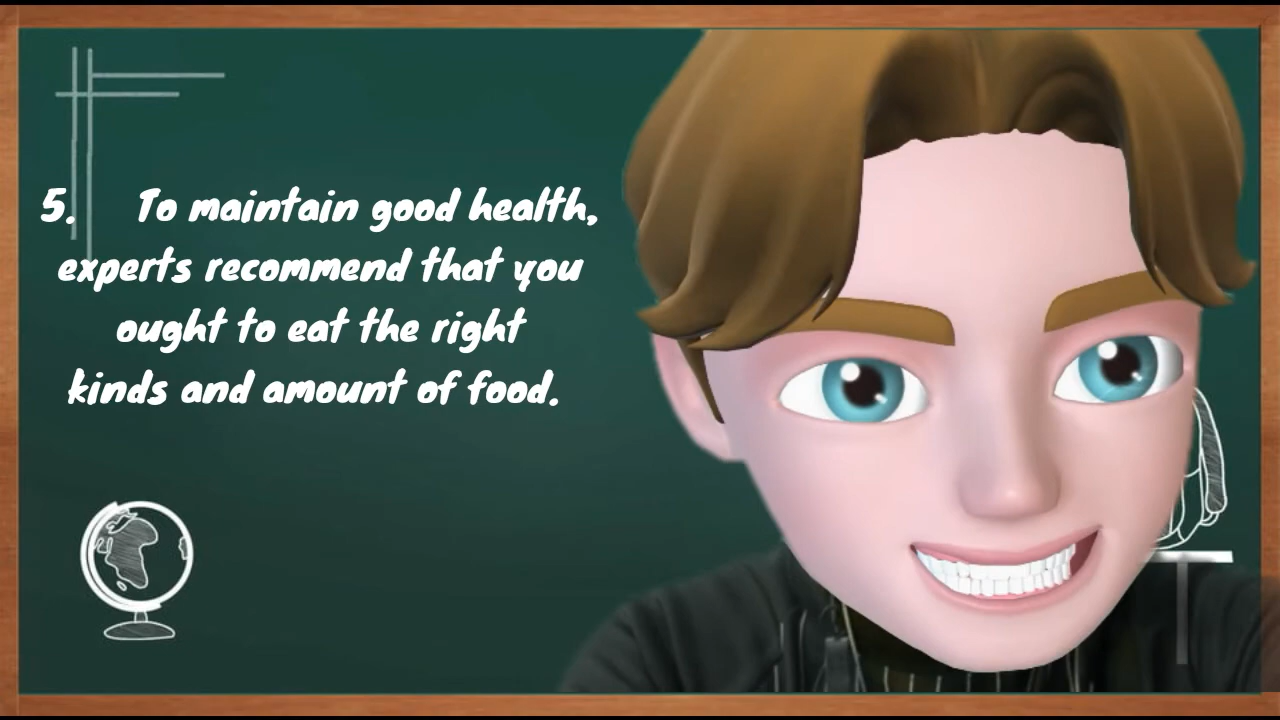 5. To maintain good health,
experts recommend that you
ought to eat the right
kinds and amount of food.